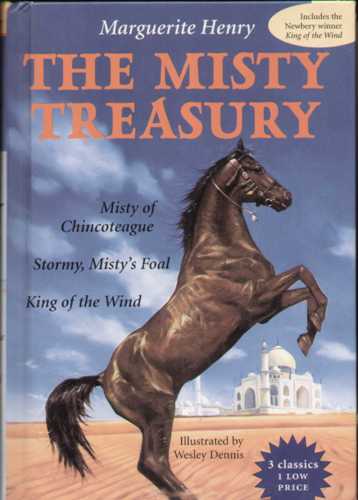 Marguerite Henry
Includes the
Newbery winner
King of the Wind
THE MISTY
TREASURY
Misty of
Chincoteague
Stormy, Misty's Foal
King of the Wind
Illustrated by
Wesley Dennis
3 classics
1 LOW
PRICE